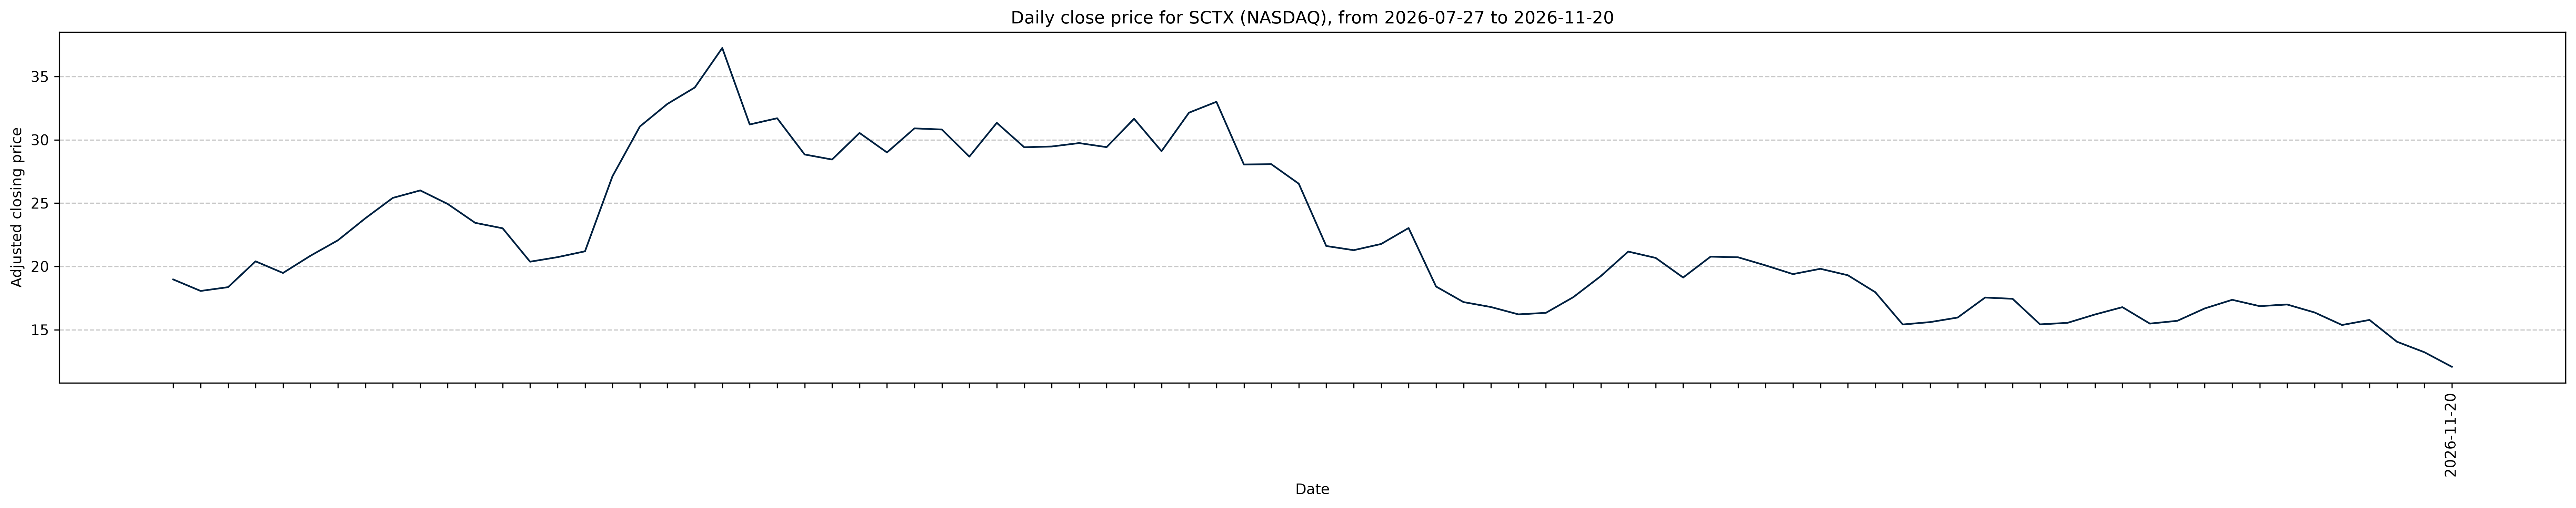 Daily close price for SCTX (NASDAQ), from 2026-07-27 to 2026-11-20
Adjusted closing price
35
30
25
20
15
2026-11-20
Date